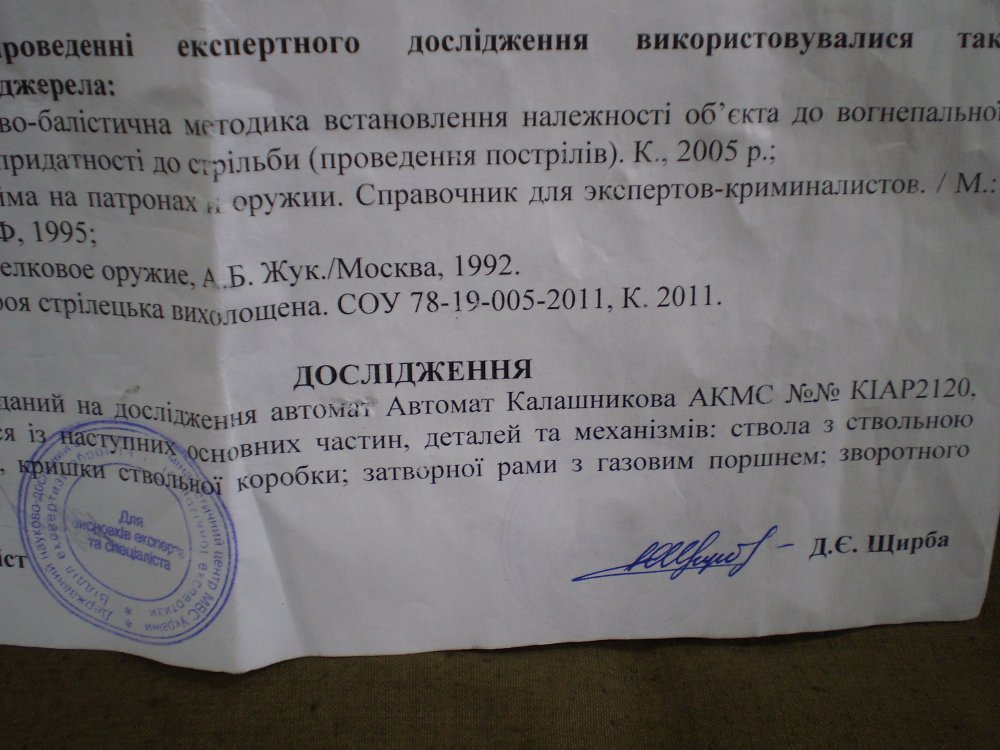 проведенні експертного дослідження використовувалися так
джерела:
во-балістична методика встановлення належності об’єкта до вогнепальної
придатності до стрільби (проведення пострілів). К., 2005 р.;
йма на патронах и оружии. Справочник для экспертов-криминалистов. / М.:
Ф, 1995;
елковое оружие, А.Б. Жук./Москва, 1992.
роя стрілецька вихолощена. СОУ 78-19-005-2011, К. 2011.
ДОСЛІДЖЕННЯ
даний на дослідження автомат Автомат Калашникова АКМС №№ КІАР2120,
ся із наступних основних частин, деталей та механізмів: ствола з ствольною
, кришки ствольної коробки; затворної рами з газовим поршнем: зворотного
Для
висновків експерта
та спеціаліста
іст
Д.Є. Щирба